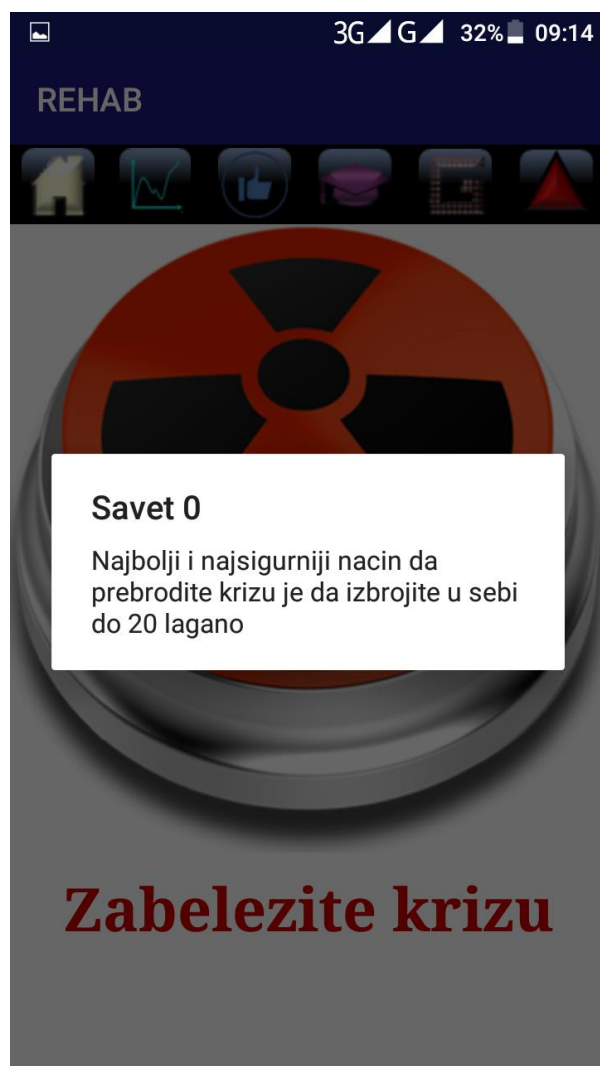 3G G 32% 09:14
REHAB
Savet 0
Najbolji i najsigurniji nacin da
prebrodite krizu je da izbrojite u sebi
do 20 lagano
Zabelezite krizu